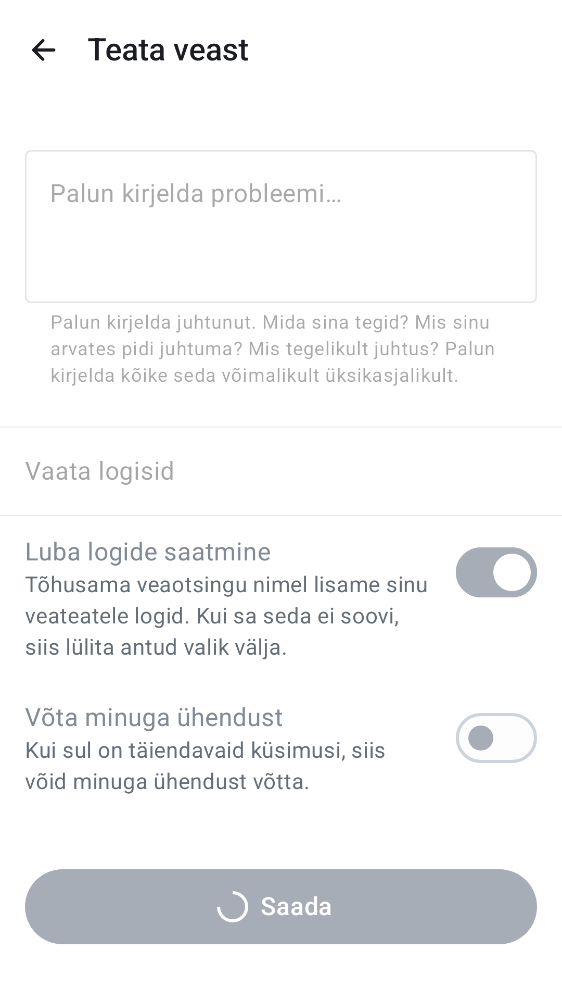 Teata veast
Palun kirjelda probleemi…
Palun kirjelda juhtunut. Mida sina tegid? Mis sinu
arvates pidi juhtuma? Mis tegelikult juhtus? Palun
kirjelda kõike seda võimalikult üksikasjalikult.
Vaata logisid
Luba logide saatmine
Tõhusama veaotsingu nimel lisame sinu
veateatele logid. Kui sa seda ei soovi,
siis lülita antud valik välja.
Võta minuga ühendust
Kui sul on täiendavaid küsimusi, siis
võid minuga ühendust võtta.
Saada